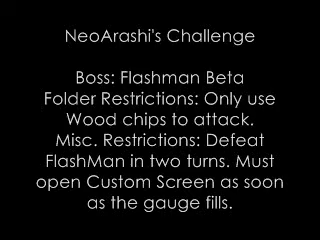 NeoArashi's Challenge
Boss: Flashman Beta
Folder Restrictions: Only use
Wood chips to attack.
Misc. Restrictions: Defeat
FlashMan in two turns. Must
open Custom Screen as soon
as the gauge fills.